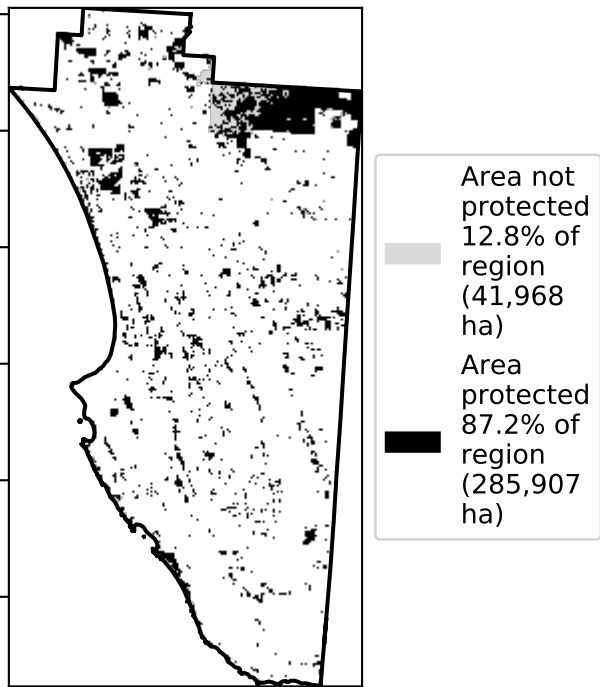 Area not
protected
12.8% of
region
(41,968
ha)
Area
protected
87.2% of
region
(285,907
ha)